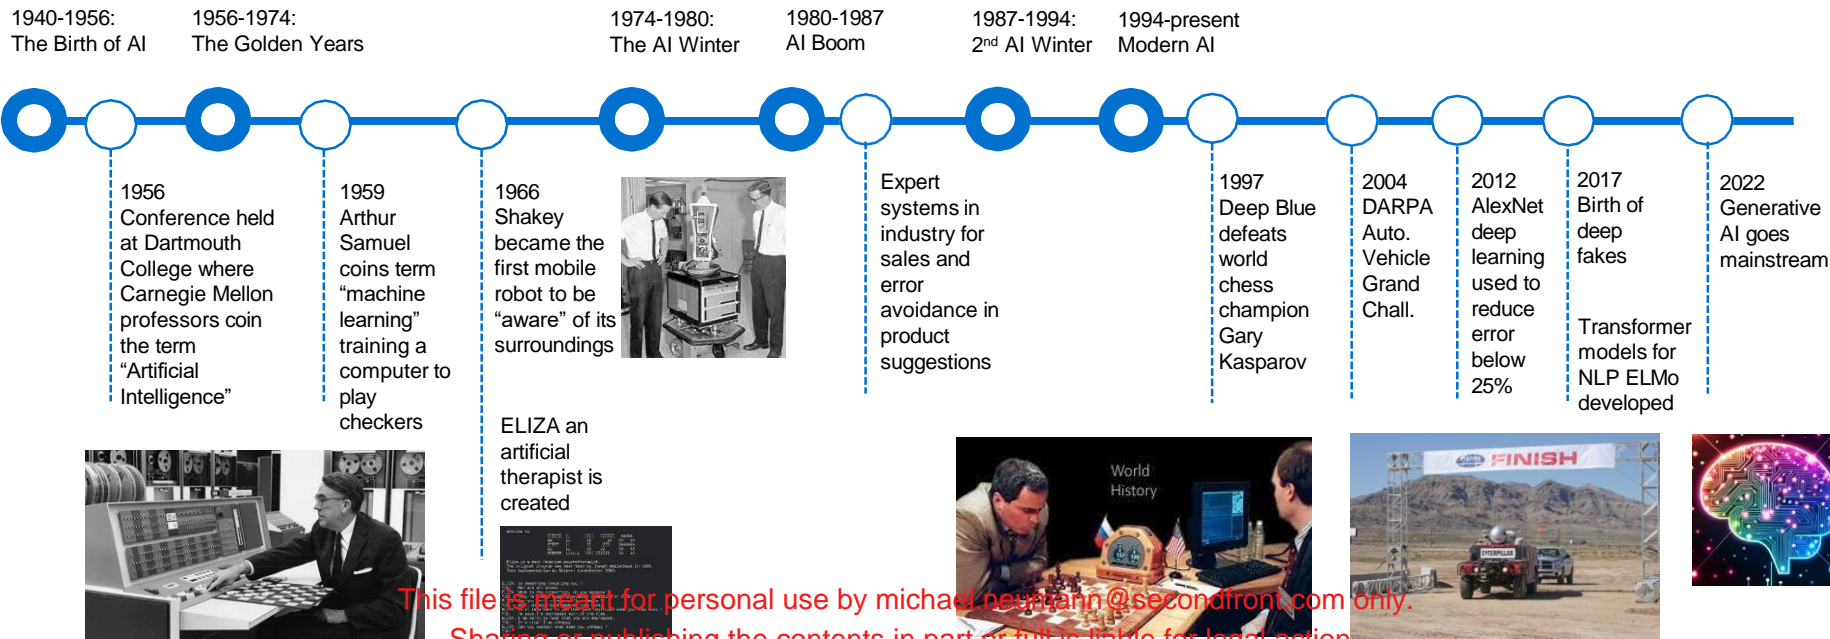 1940-1956:
The Birth of AI
1956-1974:
The Golden Years
1974-1980:
The AI Winter
1980-1987
AI Boom
1987-1994:
2nd AI Winter
1994-present
Modern AI
1956
Conference held
at Dartmouth
College where
Carnegie Mellon
professors coin
the term
“Artificial
Intelligence”
1959
Arthur
Samuel
coins term
“machine
learning”
training a
computer to
play
checkers
1966
Shakey
became the
first mobile
robot to be
“aware” of its
surroundings
ELIZA an
artificial
therapist is
created
Expert
systems in
industry for
sales and
error
avoidance in
product
suggestions
1997
Deep Blue
defeats
world
chess
champion
Gary
Kasparov
2004
DARPA
Auto.
Vehicle
Grand
Chall.
2012
AlexNet
deep
learning
used to
reduce
error
below
25%
2017
Birth of
deep
fakes
Transformer
models for
NLP ELMo
developed
2022
Generative
AI goes
mainstream
World
History
FINISH
CATERPILLAR
This file is meant for personal use by michael.neumann@secondfront.com only.
Sharing or publishing the contents in part or full is liable for legal action.